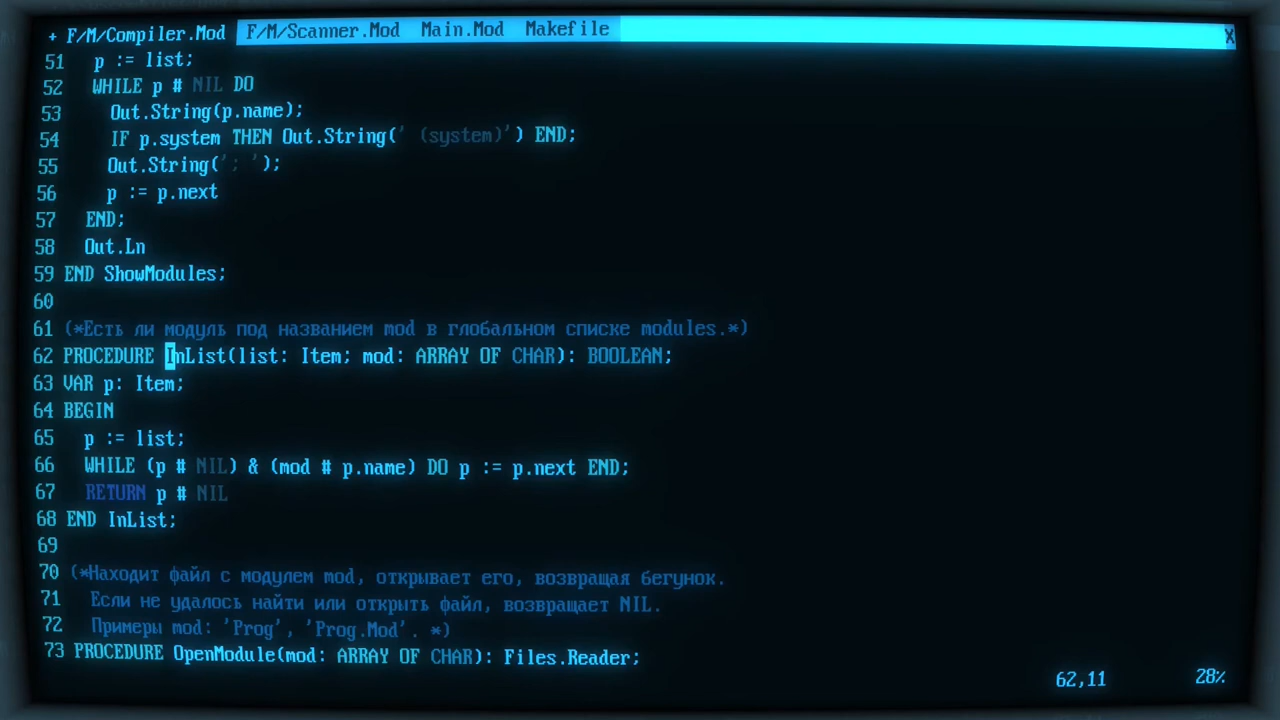 + F/M/Compiler.Mod F/M/Scanner.Mod Main.Mod Makefile X
51 p := list;
52 WHILE p # NIL DO
53 Out.String(p.name);
54 IF p.system THEN Out.String(' (system)') END;
55 Out.String('; ');
56 p := p.next
57 END;
58 Out.Ln
59 END ShowModules;
60
61 (*Есть ли модуль под названием mod в глобальном списке modules.*)
62 PROCEDURE InList(list: Item; mod: ARRAY OF CHAR): BOOLEAN;
63 VAR p: Item;
64 BEGIN
65 p := list;
66 WHILE (p # NIL) & (mod # p.name) DO p := p.next END;
67 RETURN p # NIL
68 END InList;
69
70 (*Находит файл с модулем mod, открывает его, возвращая бегунок.
71 Если не удалось найти или открыть файл, возвращает NIL.
72 Примеры mod: 'Prog', 'Prog.Mod'. *)
73 PROCEDURE OpenModule(mod: ARRAY OF CHAR): Files.Reader;
62,11 28%